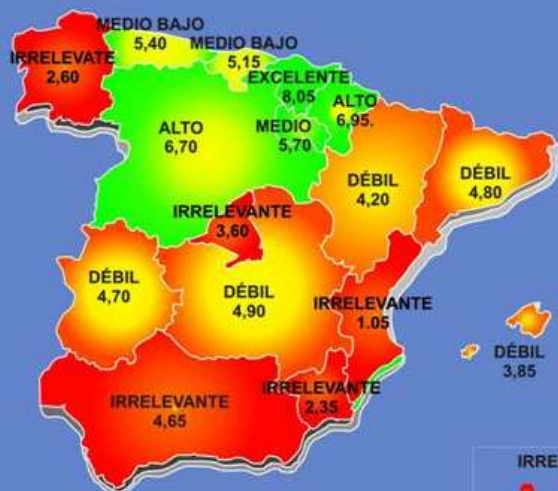 MEDIO BAJO
5,40
MEDIO BAJO
5,15
IRRELEVATE
2,60
EXCELENTE
8,05
ALTO
6,95.
ALTO
6,70
MEDIO
5,70
DÉBIL
4,20
DÉBIL
4,80
IRRELEVANTE
3,60
DÉBIL
4,70
DÉBIL
4,90
IRRELEVANTE
1.05
DÉBIL
3,85
IRRELEVANTE
4,65
IRRELEVANTE
2,35
IRRE